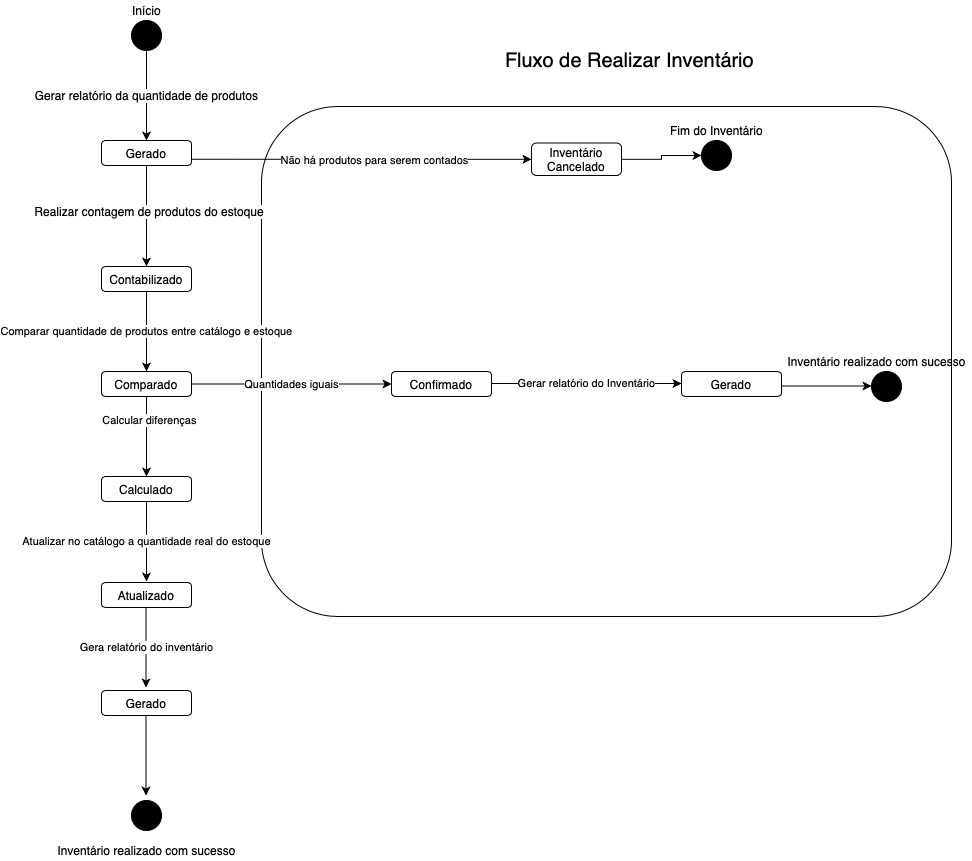 Início
Fluxo de Realizar Inventário
Gerar relatório da quantidade de produtos
Fim do Inventário
Gerado
Não há produtos para serem contados
Inventário
Cancelado
Realizar contagem de produtos do estoque
Contabilizado
Comparar quantidade de produtos entre catálogo e estoque
Inventário realizado com sucesso
Comparado
Quantidades iguais
Confirmado
Gerar relatório do Inventário
Gerado
Calcular diferenças
Calculado
Atualizar no catálogo a quantidade real do estoque
Atualizado
Gera relatório do inventário
Gerado
Inventário realizado com sucesso